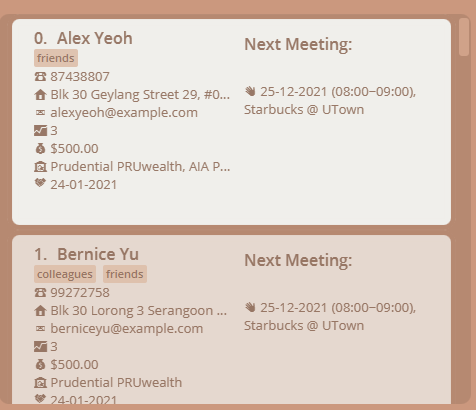 0. Alex Yeoh
friends
87438807
Blk 30 Geylang Street 29, #0...
alexyeoh@example.com
3
$500.00
Prudential PRUwealth, AIA P...
24-01-2021
Next Meeting:
25-12-2021 (08:00–09:00),
Starbucks @ UTown
1. Bernice Yu
colleagues friends
99272758
Blk 30 Lorong 3 Serangoon ...
berniceyu@example.com
3
$500.00
Prudential PRUwealth
24-01-2021
Next Meeting:
25-12-2021 (08:00–09:00),
Starbucks @ UTown